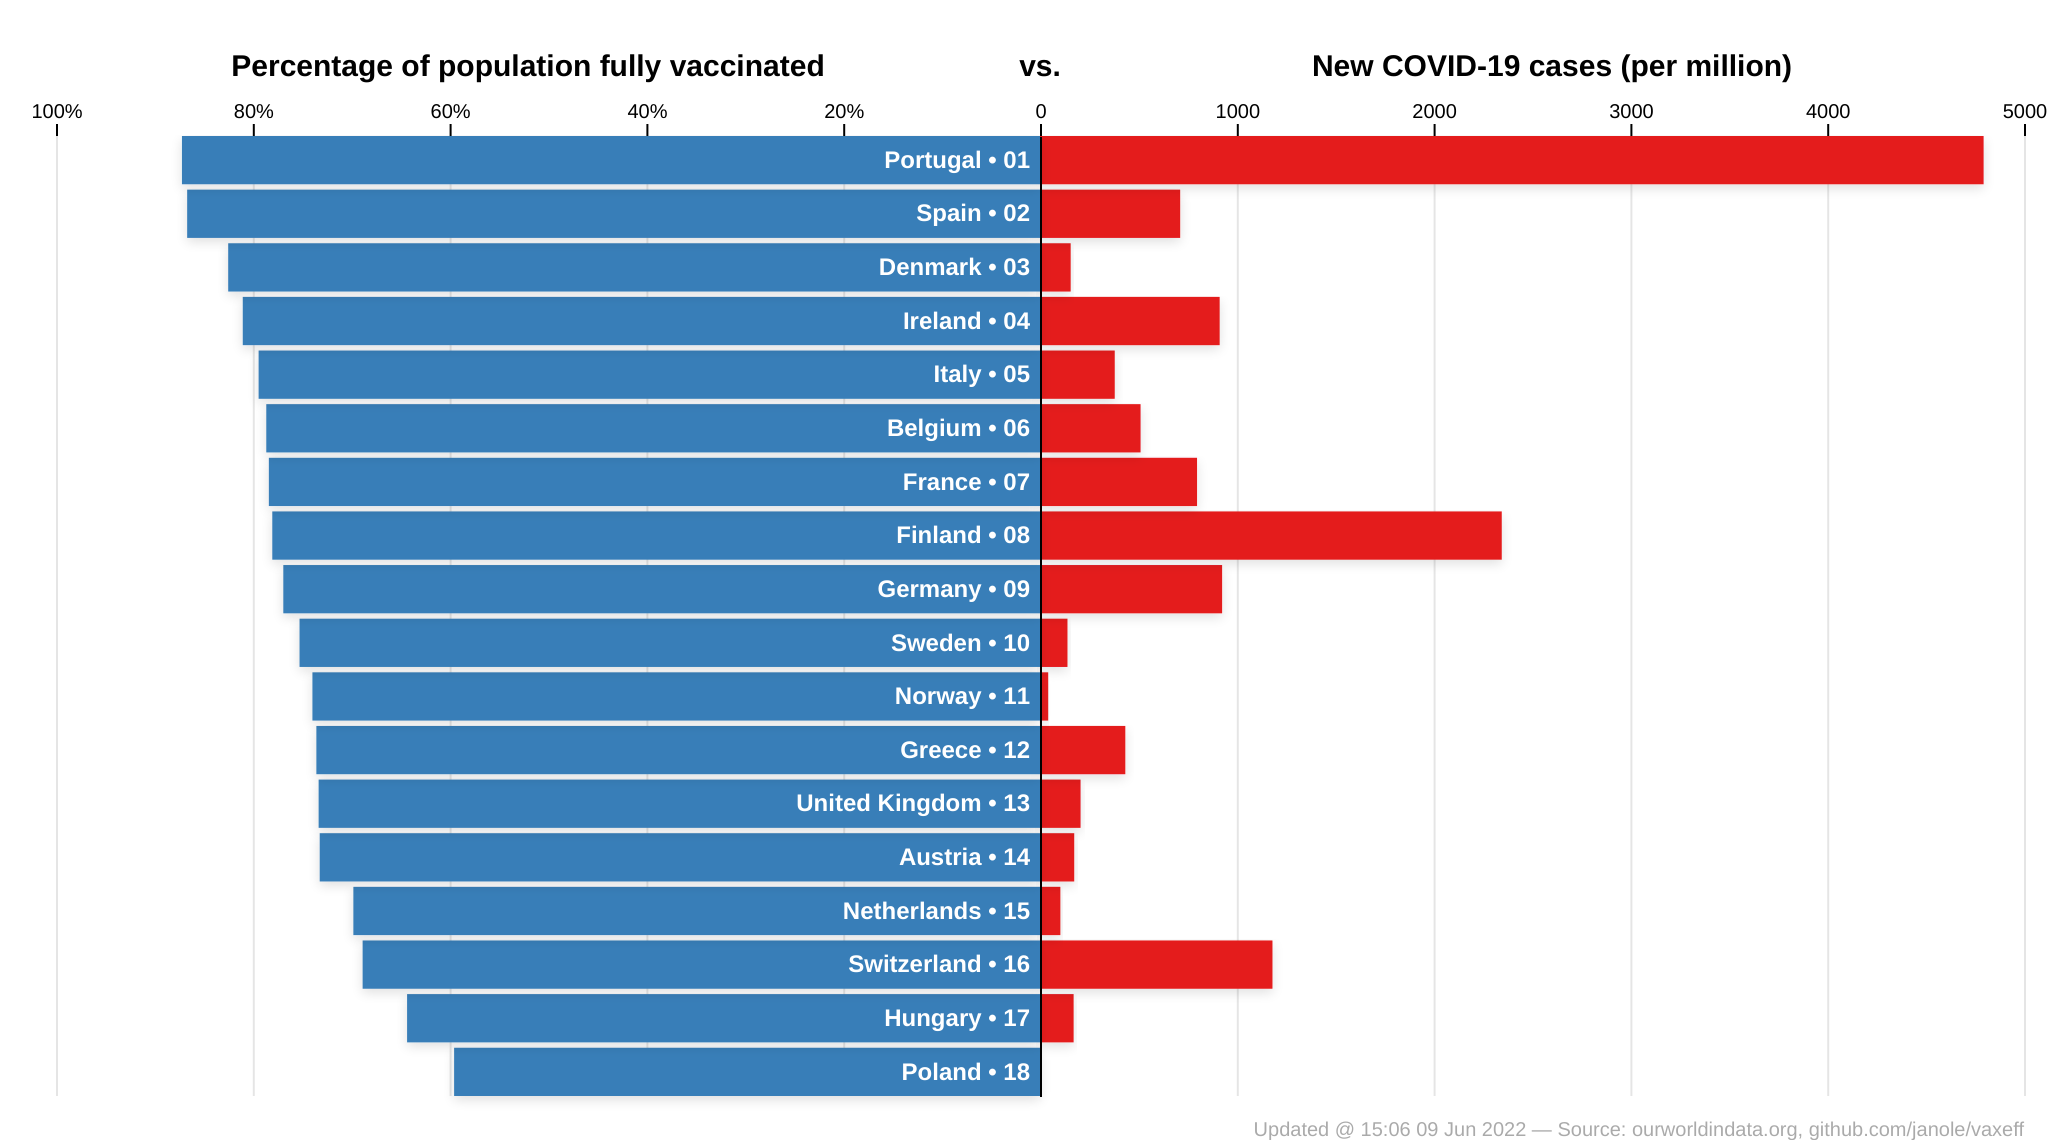 Percentage of population fully vaccinated vs. New COVID-19 cases (per million)
100% 80% 60% 40% 20% 0 1000 2000 3000 4000 5000
Portugal • 01
Spain • 02
Denmark • 03
Ireland • 04
Italy • 05
Belgium • 06
France • 07
Finland • 08
Germany • 09
Sweden • 10
Norway • 11
Greece • 12
United Kingdom • 13
Austria • 14
Netherlands • 15
Switzerland • 16
Hungary • 17
Poland • 18
Updated @ 15:06 09 Jun 2022 — Source: ourworldindata.org, github.com/janole/vaxeff